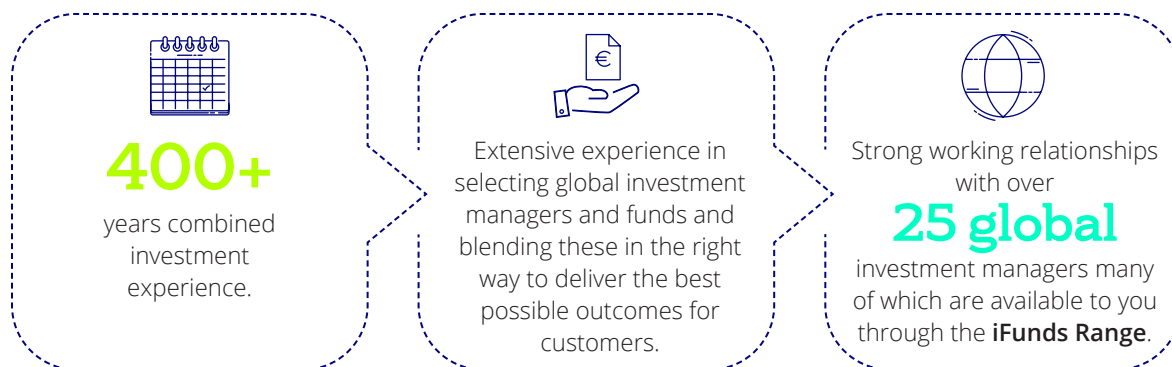 400+
years combined
investment
experience.
€
Extensive experience in
selecting global investment
managers and funds and
blending these in the right
way to deliver the best
possible outcomes for
customers.
Strong working relationships
with over
25 global
investment managers many
of which are available to you
through the iFunds Range.